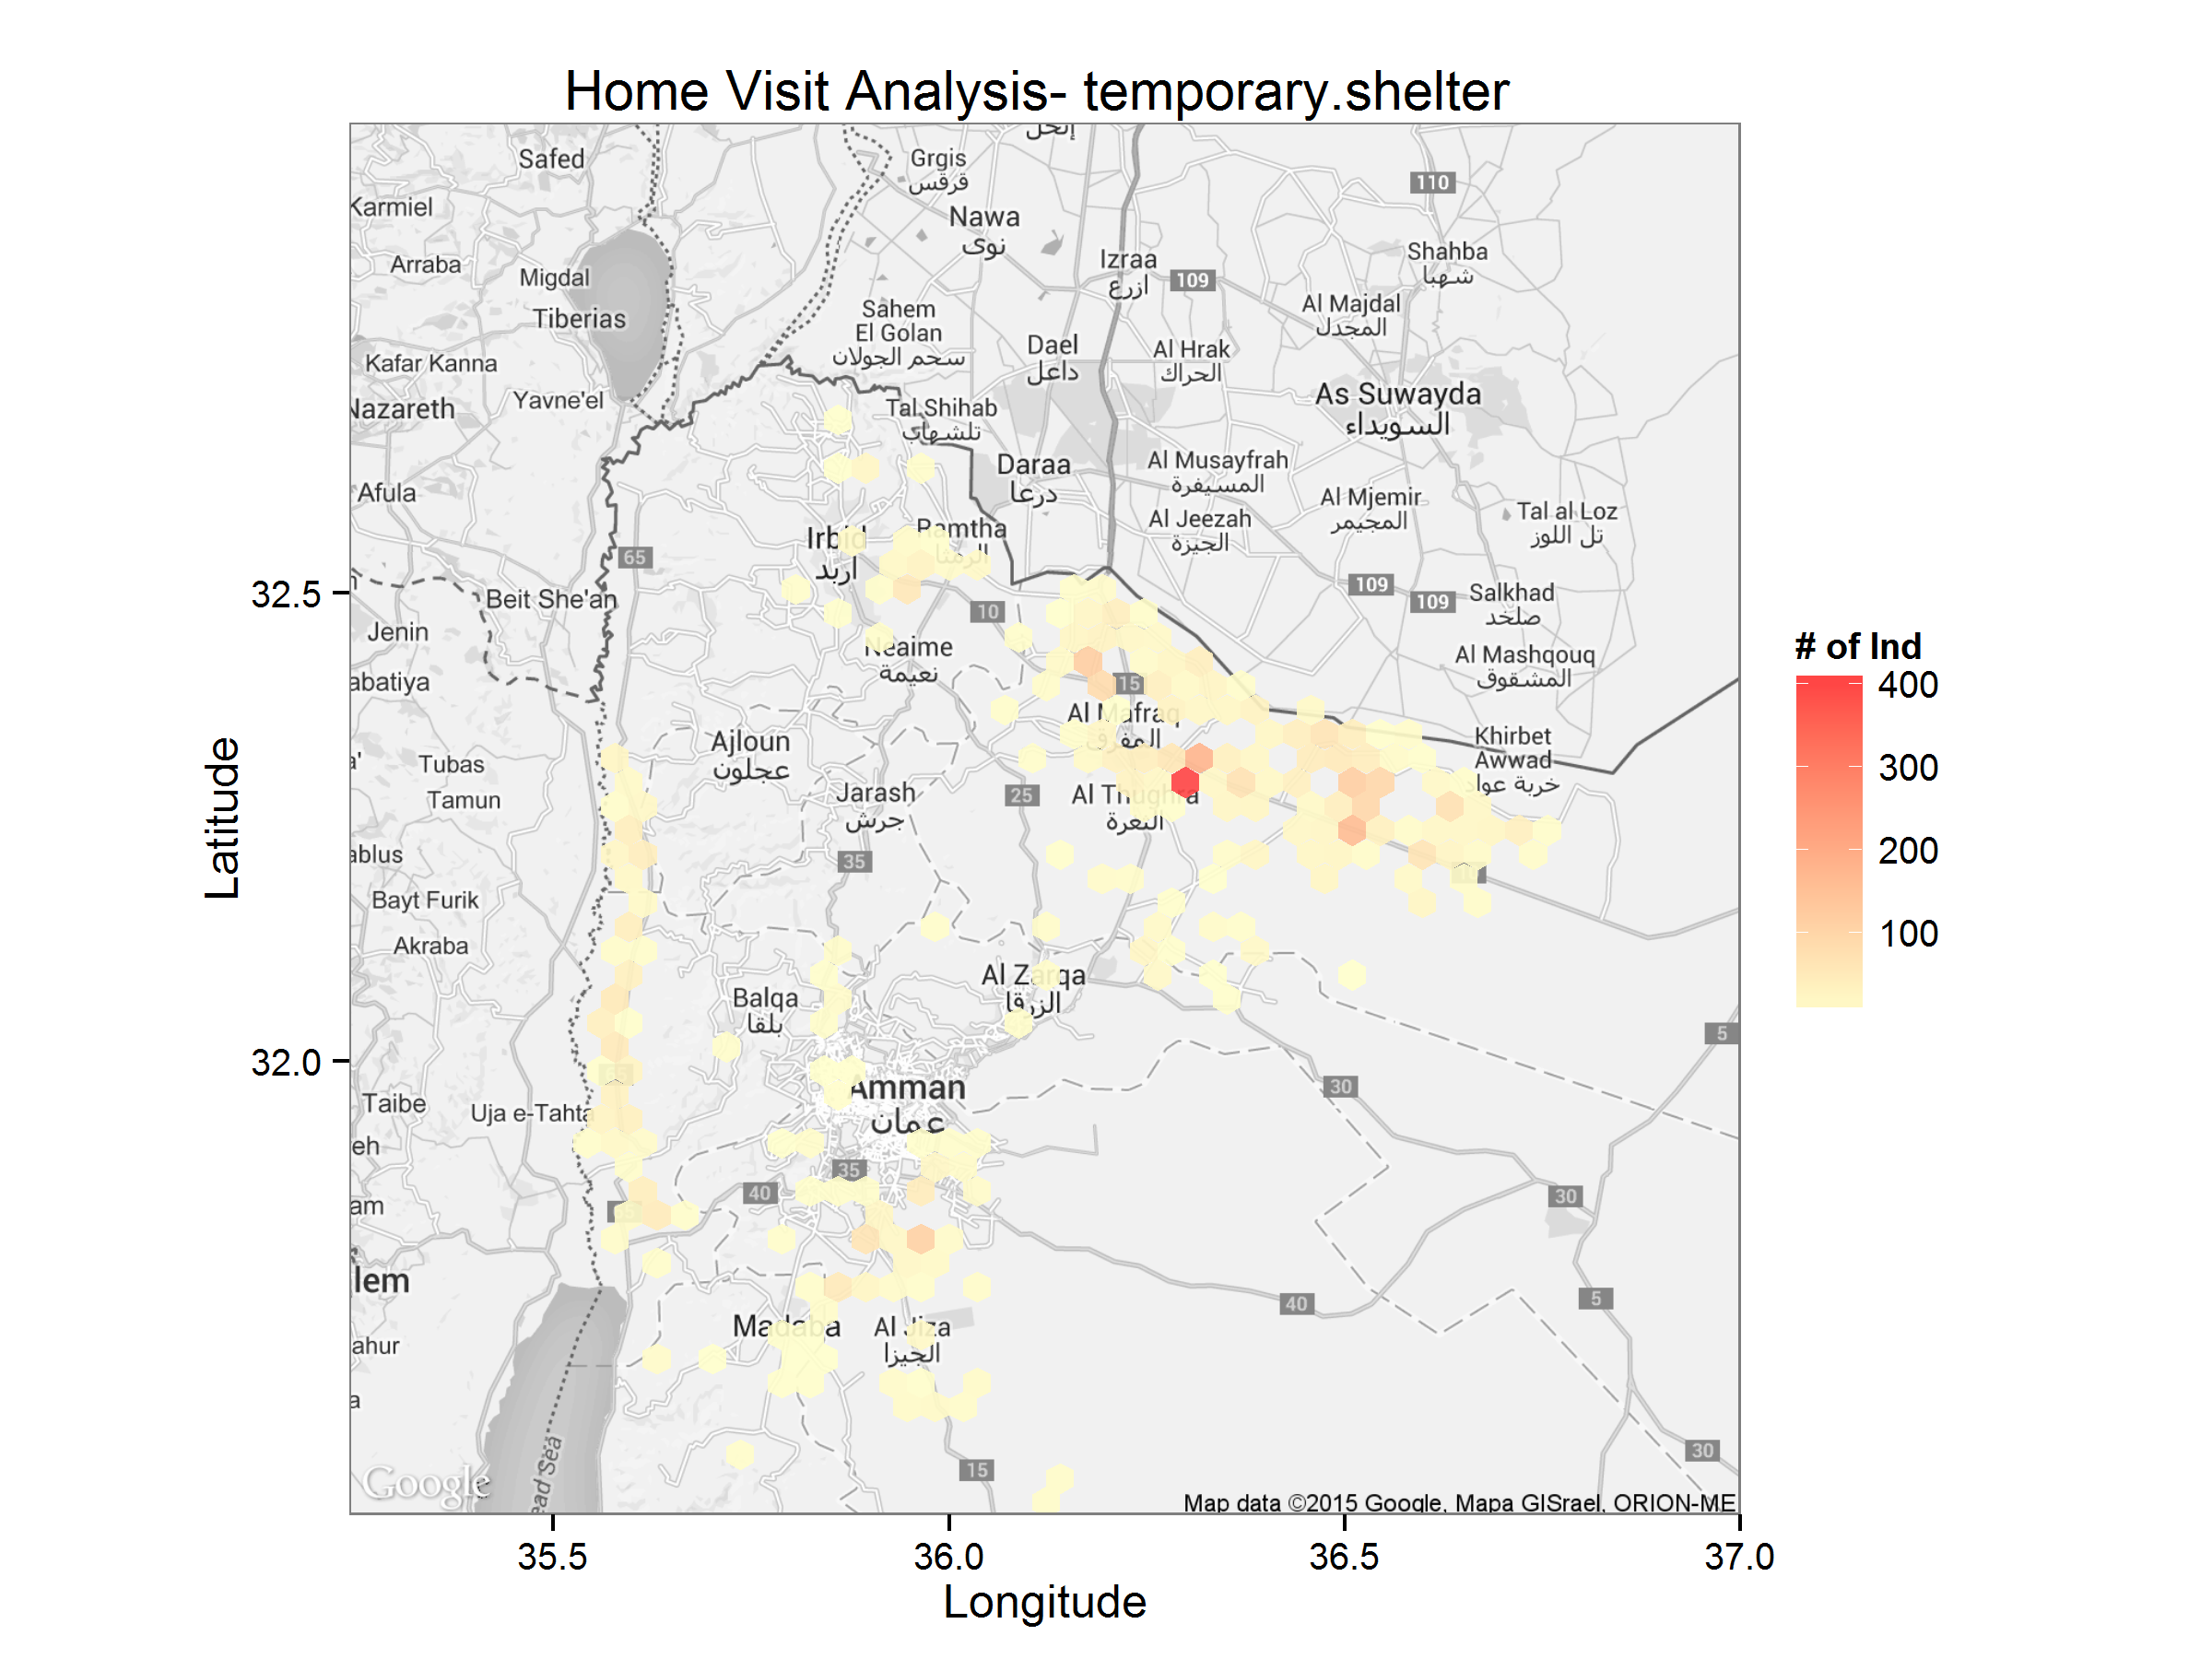 Home Visit Analysis- temporary.shelter
إنخل
Safed
Grgis
قرقس
110
Karmiel
Nawa
نوى
Shahba
شهبا
Arraba
Migdal
Izraa
ازرع
109
Tiberias
Sahem
El Golan
سحم الجولان
Al Majdal
المجدل
Kafar Kanna
Dael
داعل
Al Hrak
الحراك
Nazareth
Yavne'el
Tal Shihab
تلشهاب
As Suwayda
السويداء
Daraa
درعا
Al Musayfrah
المسيفرة
Afula
Al Mjemir
المجيمر
Tal al Loz
تل اللوز
Al Jeezah
الجيزة
Irbid
اربد
Ramtha
الرمثا
65
109
109
Salkhad
صلخد
Beit She'an
10
Jenin
Neaime
نعيمة
Al Mashqouq
المشقوق
abatiya
15
Al Mafraq
المفرق
Ajloun
عجلون
Khirbet
Awwad
خربة عواد
Tubas
Tamun
Jarash
جرش
25
Al Thughra
الثغرة
ablus
35
Bayt Furik
Akraba
Al Zarqa
الزرقا
Balqa
بلقا
5
Amman
عمان
30
Taibe
Uja e-Tahta
eh
35
40
30
am
lem
40
5
Madaba
Al Jiza
الجيزا
ahur
a
ead Sea
15
30
Google
Map data ©2015 Google, Mapa GISrael, ORION-ME
32.5
32.0
Latitude
35.5
36.0
36.5
37.0
Longitude
# of Ind
400
300
200
100